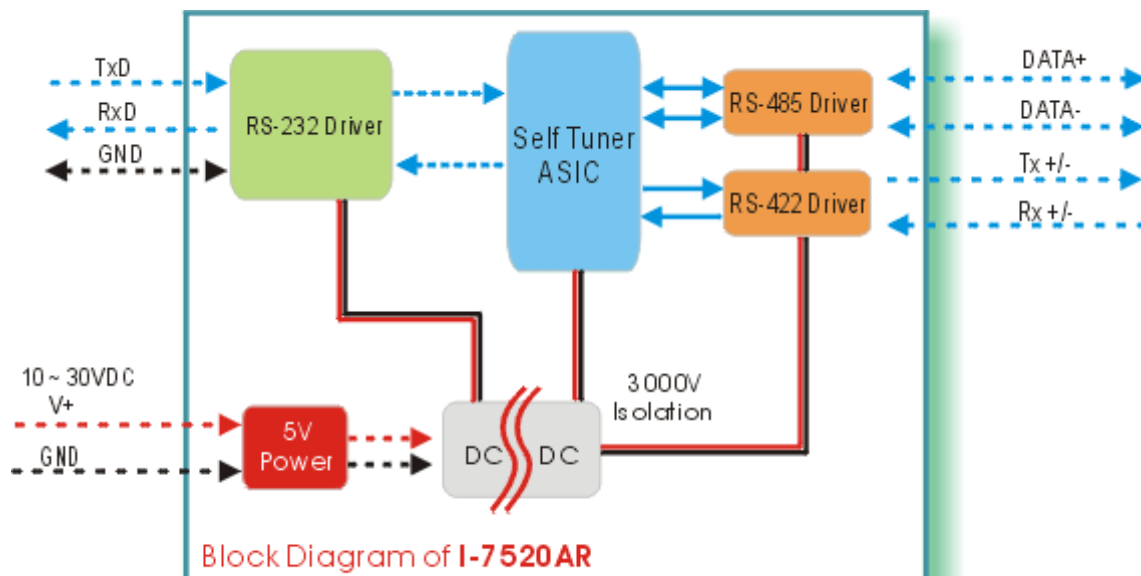 TxD
RxD
GND
RS-232 Driver
Self Tuner
ASIC
RS-485 Driver
RS-422 Driver
DATA+
DATA-
Tx +/-
Rx +/-
10 ~ 30VDC
V+
GND
5V
Power
DC
DC
3000V
Isolation
Block Diagram of I-7520AR